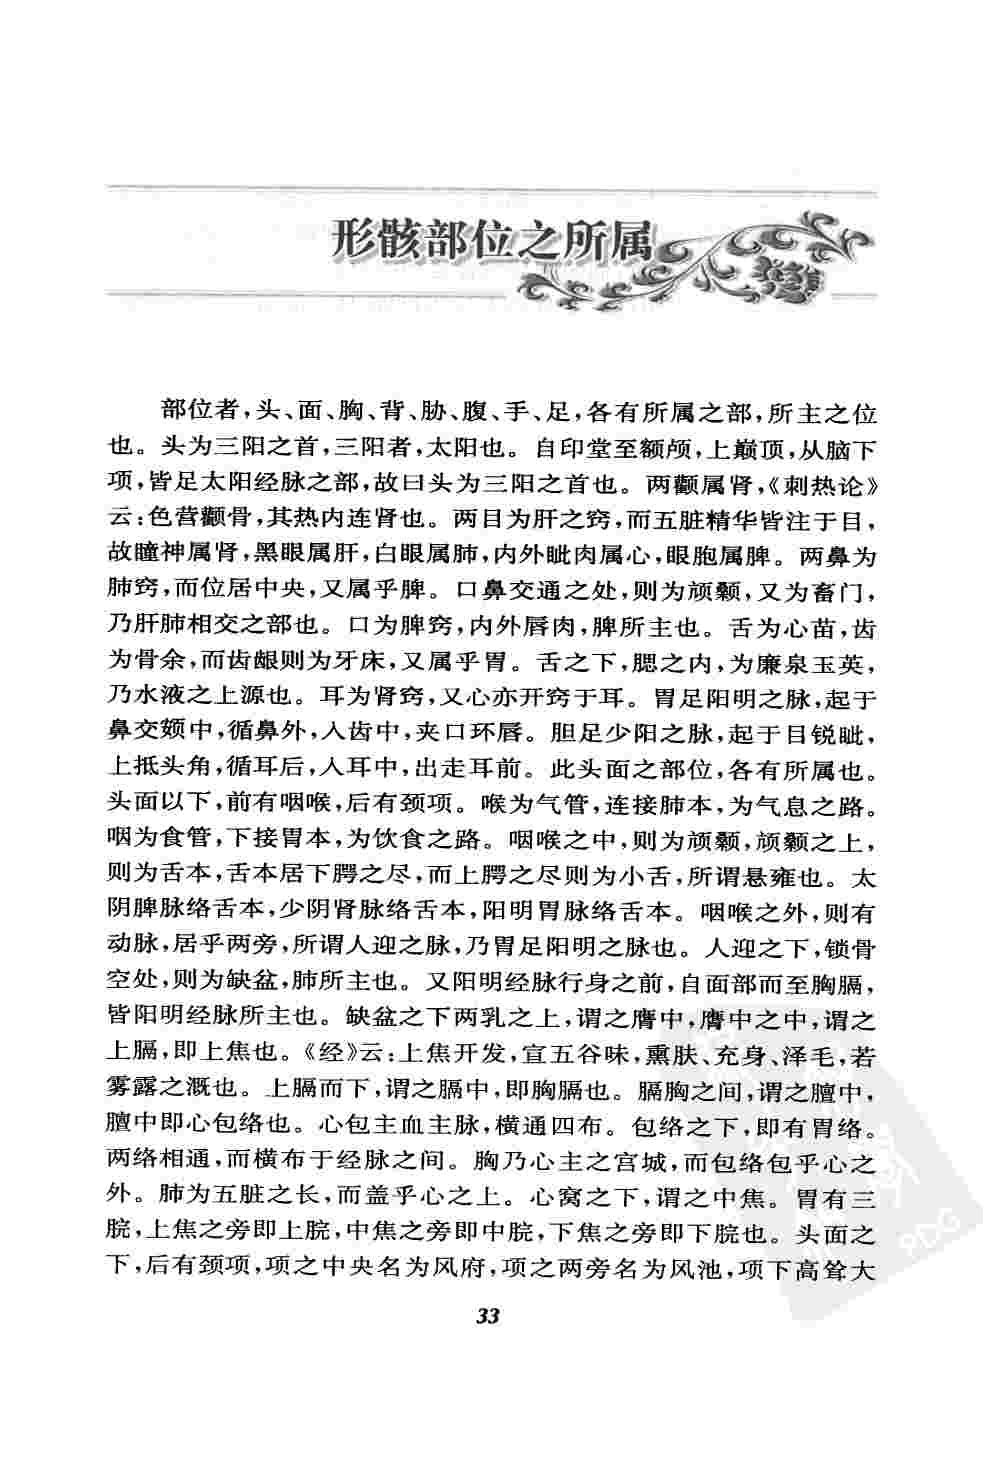 形骸部位之所属
部位者，头、面、胸、背、胁、腹、手、足，各有所属之部，所主之位
也。头为三阳之首，三阳者，太阳也。自印堂至额颅，上巅顶，从脑下
项，皆足太阳经脉之部，故曰头为三阳之首也。两颧属肾，《刺热论》
云：色营颧骨，其热内连肾也。两目为肝之窍，而五脏精华皆注于目，
故瞳神属肾，黑眼属肝，白眼属肺，内外眦肉属心，眼胞属脾。两鼻为
肺窍，而位居中央，又属乎脾。口鼻交通之处，则为颃颡，又为畜门，
乃肝肺相交之部也。口为脾窍，内外唇肉，脾所主也。舌为心苗，齿
为骨余，而齿龈则为牙床，又属乎胃。舌之下，腮之内，为廉泉玉英，
乃水液之上源也。耳为肾窍，又心亦开窍于耳。胃足阳明之脉，起于
鼻交頞中，循鼻外，入齿中，夹口环唇。胆足少阳之脉，起于目锐眦，
上抵头角，循耳后，入耳中，出走耳前。此头面之部位，各有所属也。
头面以下，前有咽喉，后有颈项。喉为气管，连接肺本，为气息之路。
咽为食管，下接胃本，为饮食之路。咽喉之中，则为颃颡，颃颡之上，
则为舌本，舌本居下腭之尽，而上腭之尽则为小舌，所谓悬雍也。太
阴脾脉络舌本，少阴肾脉络舌本，阳明胃脉络舌本。咽喉之外，则有
动脉，居乎两旁，所谓人迎之脉，乃胃足阳明之脉也。人迎之下，锁骨
空处，则为缺盆，肺所主也。又阳明经脉行身之前，自面部而至胸膈，
皆阳明经脉所主也。缺盆之下两乳之上，谓之膺中，膺中之中，谓之
上膈，即上焦也。《经》云：上焦开发，宣五谷味，熏肤、充身、泽毛，若
雾露之溉也。上膈而下，谓之膈中，即胸膈也。膈胸之间，谓之膻中，
膻中即心包络也。心包主血主脉，横通四布。包络之下，即有胃络。
两络相通，而横布于经脉之间。胸乃心主之宫城，而包络包乎心之
外。肺为五脏之长，而盖乎心之上。心窝之下，谓之中焦。胃有三
脘，上焦之旁即上脘，中焦之旁即中脘，下焦之旁即下脘也。头面之
下，后有颈项，项之中央名为风府，项之两旁名为风池，项下高耸大
33
PDG